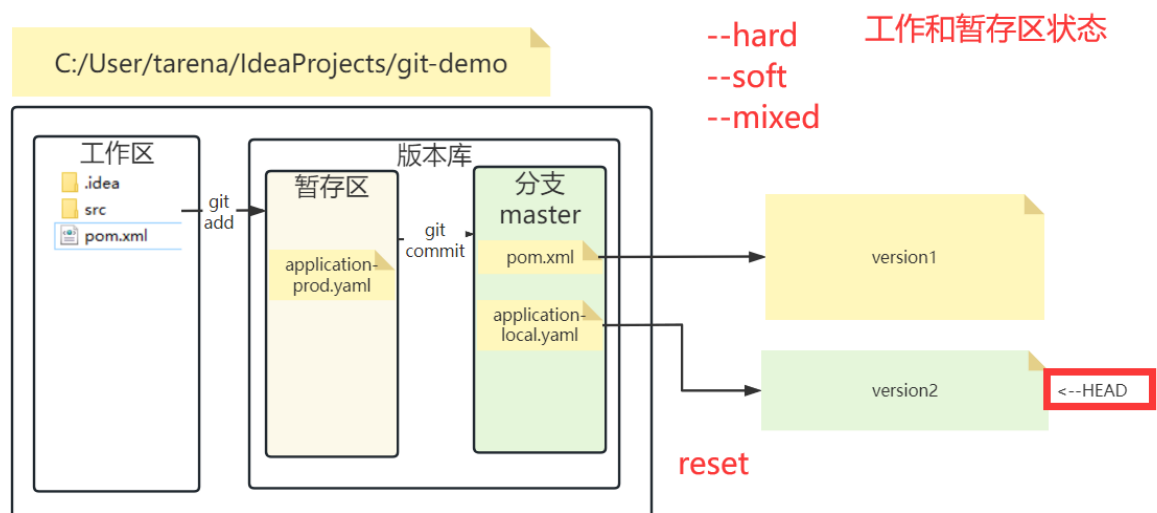 C:/User/tarena/IdeaProjects/git-demo
--hard
--soft
--mixed
工作和暂存区状态
工作区
.idea
src
pom.xml
git
add
版本库
暂存区
application-
prod.yaml
git
commit
分支
master
pom.xml
application-
local.yaml
version1
version2
<--HEAD
reset